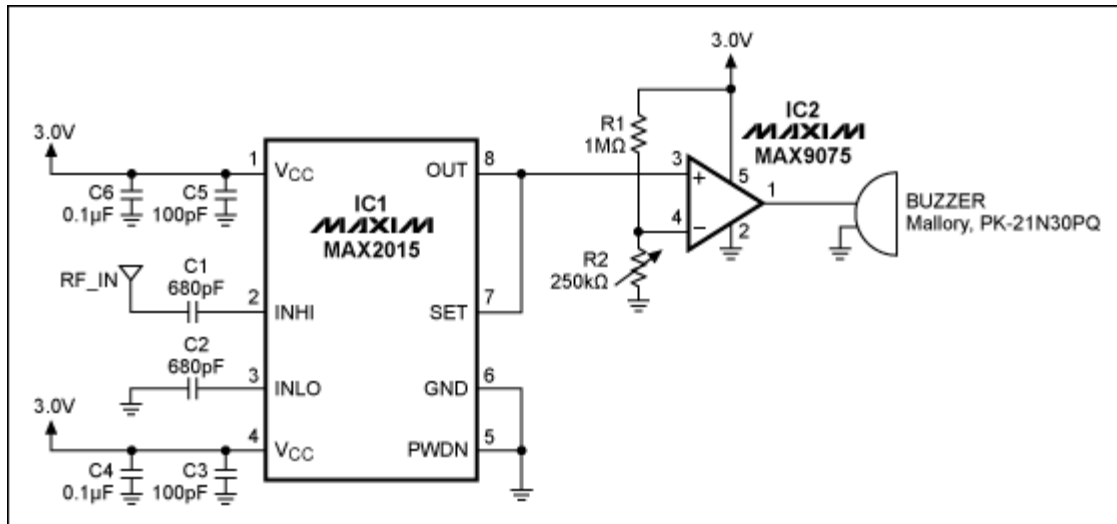 3.0V
C6
0.1µF
C5
100pF
RF_IN
C1
680pF
C2
680pF
3.0V
C4
0.1µF
C3
100pF
1
VCC
2
INHI
3
INLO
4
VCC
IC1
MAXIM
MAX2015
OUT
8
SET
7
GND
6
PWDN
5
3.0V
R1
1MΩ
R2
250kΩ
IC2
MAXIM
MAX9075
3
+
4
−
5
2
1
BUZZER
Mallory, PK-21N30PQ